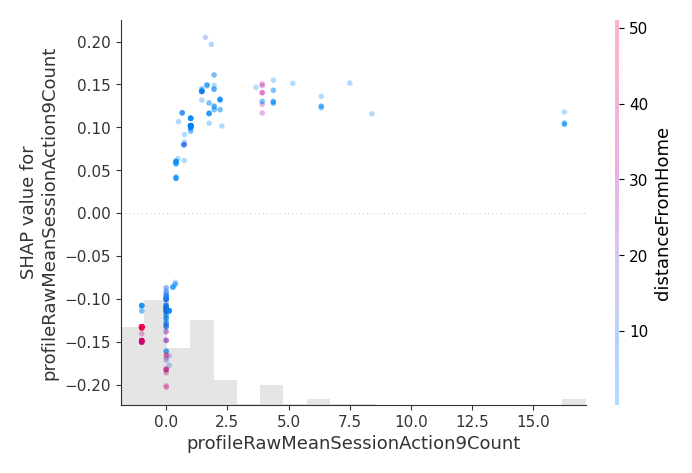 0.20
0.15
0.10
0.05
0.00
−0.05
−0.10
−0.15
−0.20
SHAP value for
profileRawMeanSessionAction9Count
0.0 2.5 5.0 7.5 10.0 12.5 15.0
profileRawMeanSessionAction9Count
50
40
30
20
10
distanceFromHome